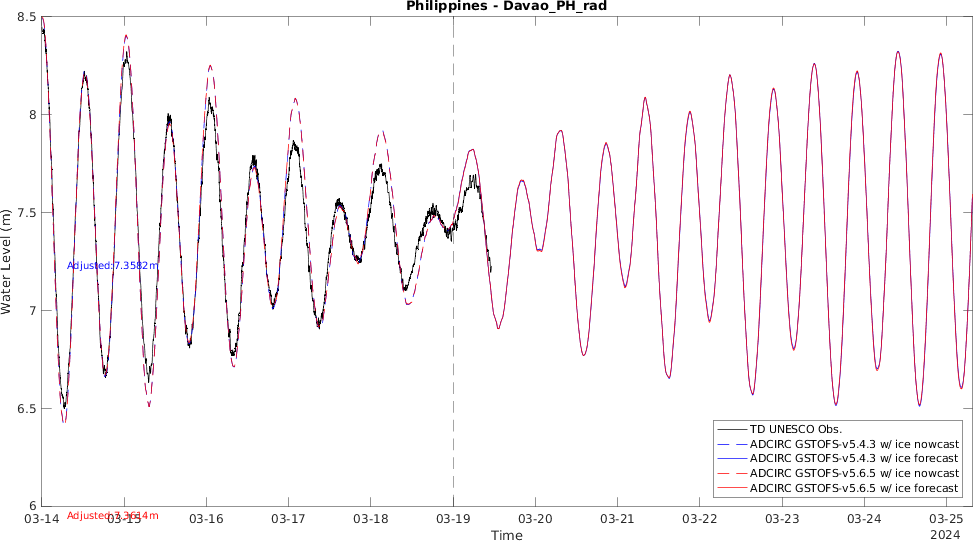 Philippines - Davao_PH_rad
8.5
8
7.5
7
6.5
6
Water Level (m)
Adjusted:7.3582m
Adjusted:7.3614m
TD UNESCO Obs.
ADCIRC GSTOFS-v5.4.3 w/ ice nowcast
ADCIRC GSTOFS-v5.4.3 w/ ice forecast
ADCIRC GSTOFS-v5.6.5 w/ ice nowcast
ADCIRC GSTOFS-v5.6.5 w/ ice forecast
03-14 03-15 03-16 03-17 03-18 03-19 03-20 03-21 03-22 03-23 03-24 03-25
2024
Time